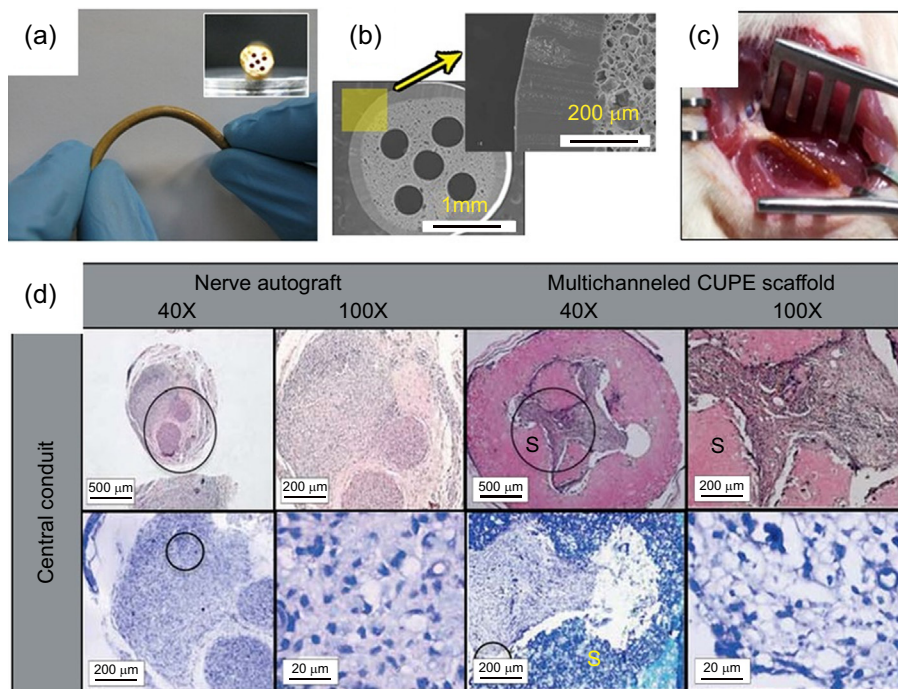 (a)
(b)
200 μm
1mm
(c)
(d)
Nerve autograft
Multichanneled CUPE scaffold
40X
100X
40X
100X
Central conduit
500 μm
200 μm
S
500 μm
S
200 μm
200 μm
20 μm
S
200 μm
20 μm